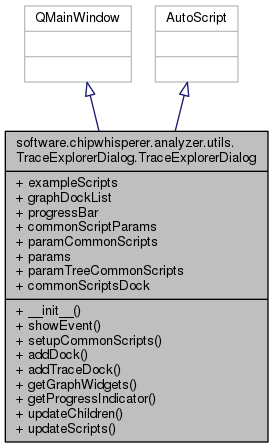 QMainWindow
AutoScript
software.chipwhisperer.analyzer.utils.
TraceExplorerDialog.TraceExplorerDialog
+ exampleScripts
+ graphDockList
+ progressBar
+ commonScriptParams
+ paramCommonScripts
+ params
+ paramTreeCommonScripts
+ commonScriptsDock
+ __init__()
+ showEvent()
+ setupCommonScripts()
+ addDock()
+ addTraceDock()
+ getGraphWidgets()
+ getProgressIndicator()
+ updateChildren()
+ updateScripts()